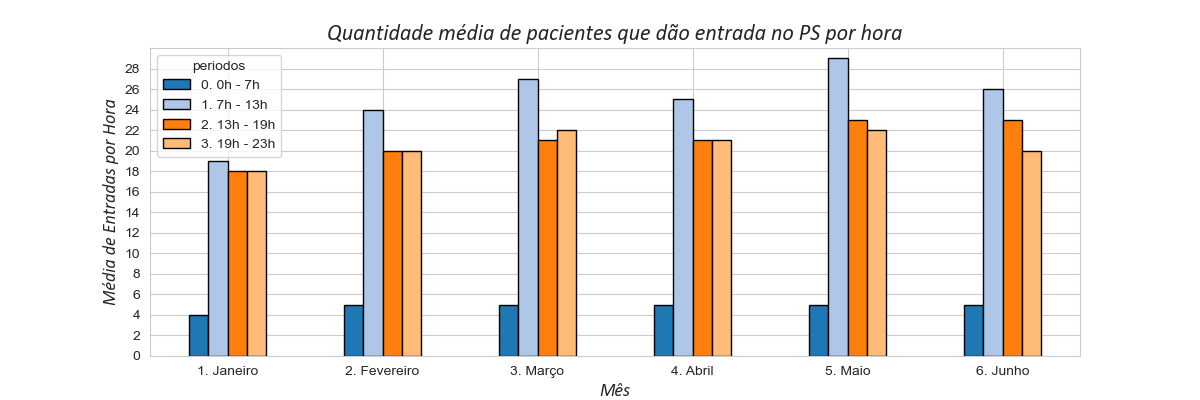 Quantidade média de pacientes que dão entrada no PS por hora
periodos
0. 0h - 7h
1. 7h - 13h
2. 13h - 19h
3. 19h - 23h
Média de Entradas por Hora
28
26
24
22
20
18
16
14
12
10
8
6
4
2
0
1. Janeiro
2. Fevereiro
3. Março
4. Abril
5. Maio
6. Junho
Mês